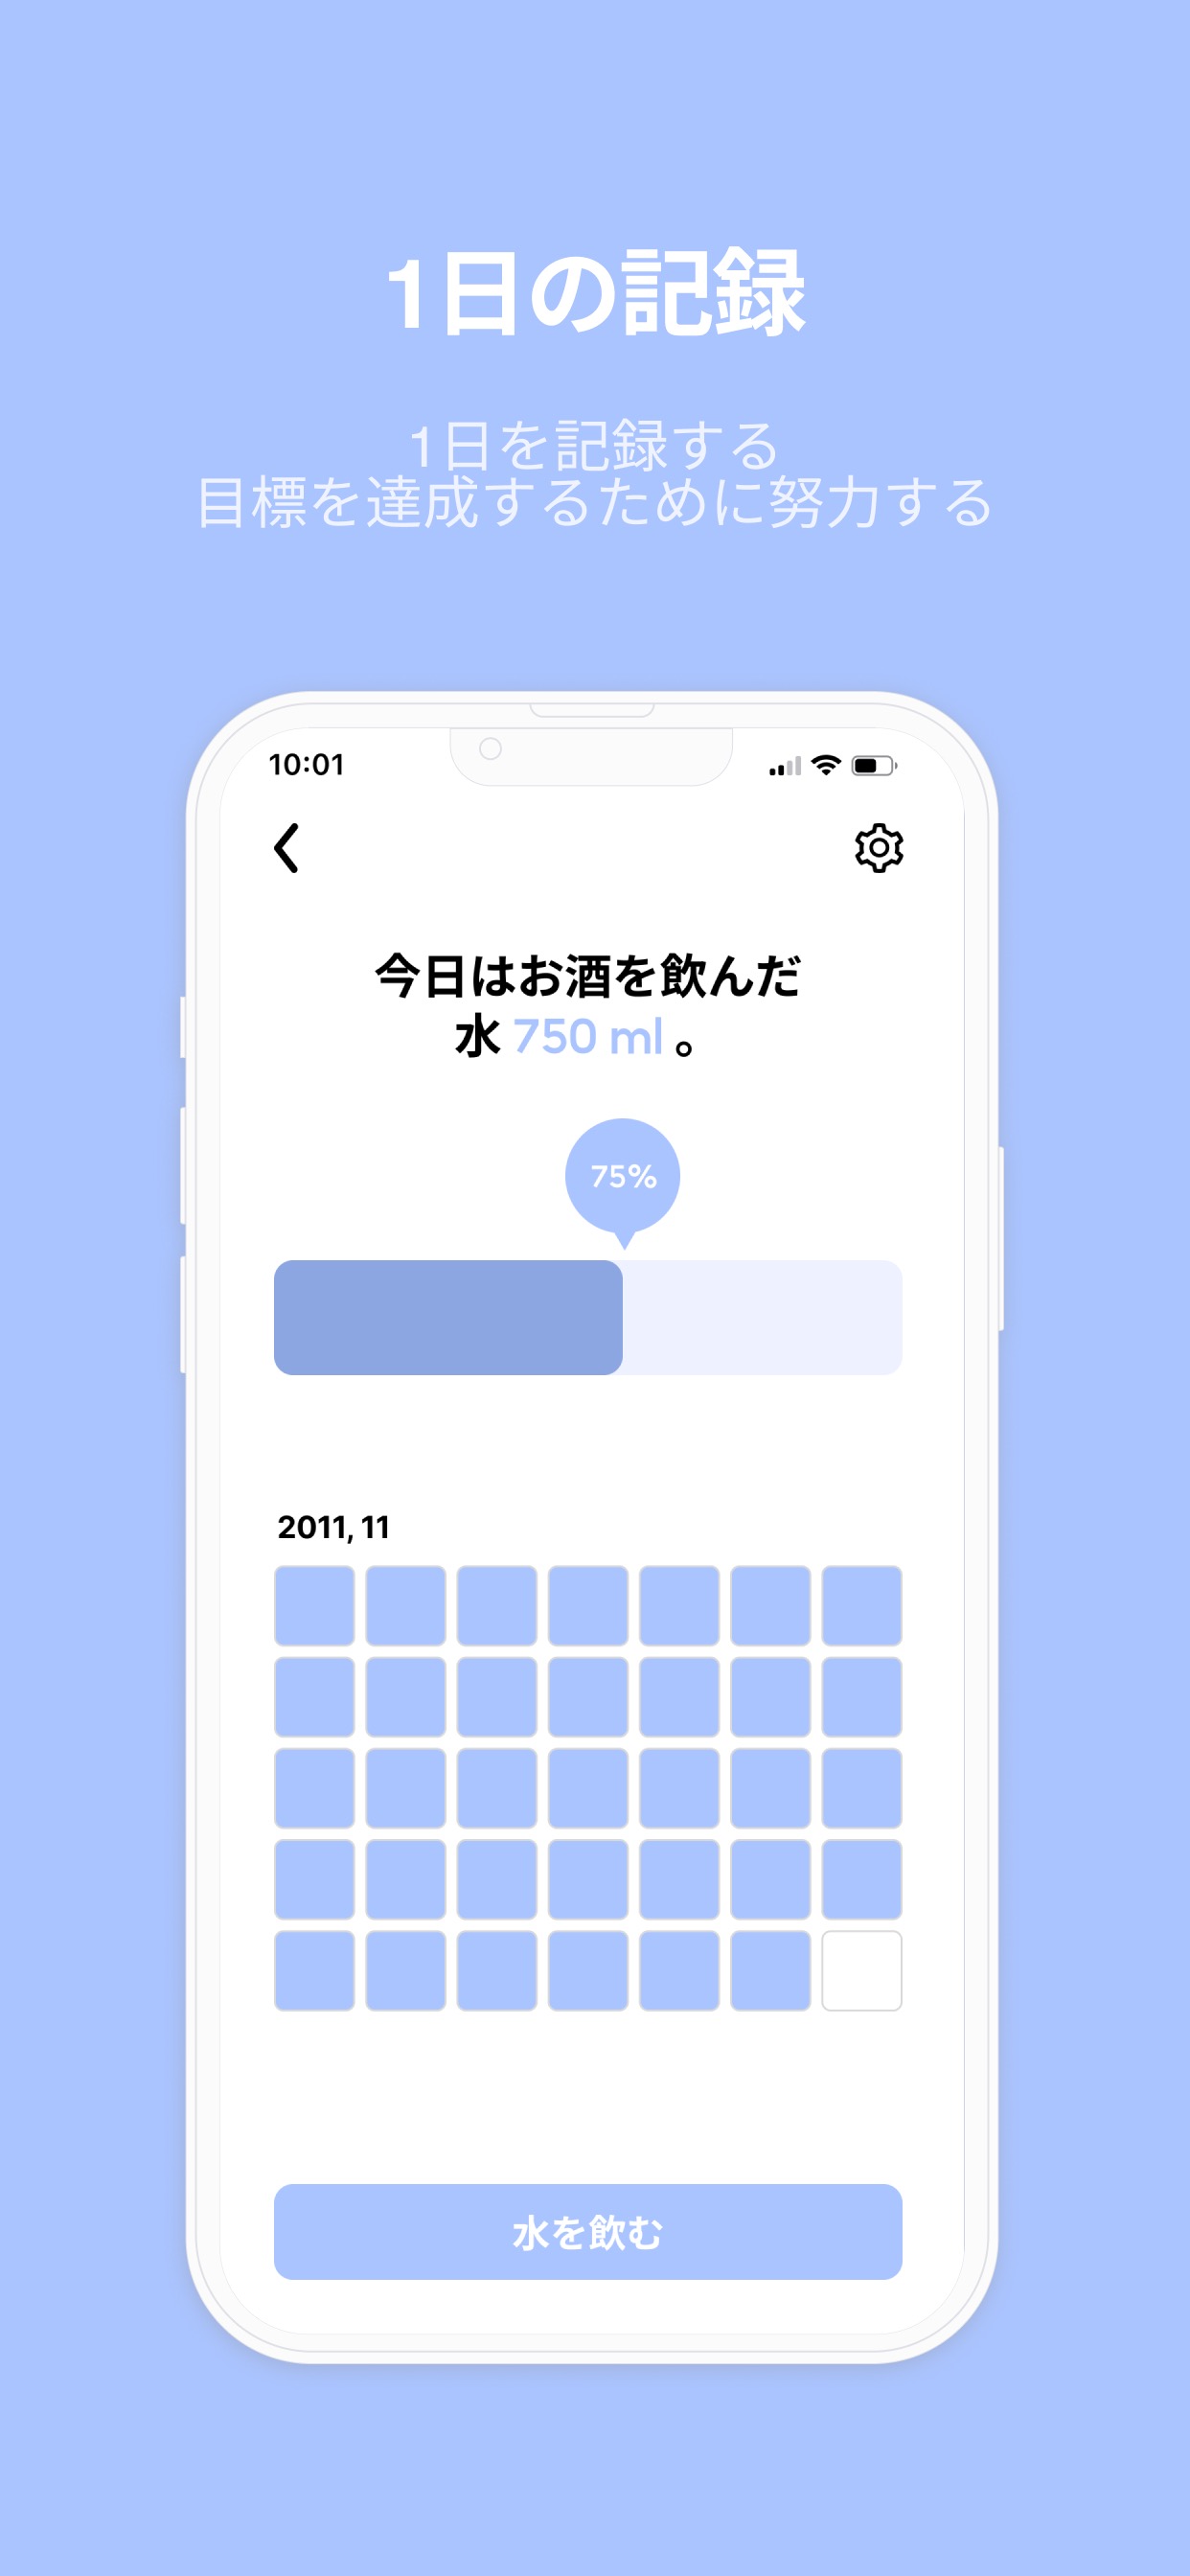 1日の記録
1日を記録する
目標を達成するために努力する
10:01
今日はお酒を飲んだ
水 750 ml 。
75%
2011, 11
水を飲む